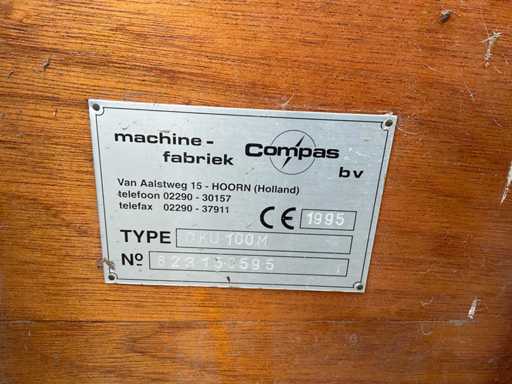 machine-
fabriek Compas
bv
Van Aalstweg 15 - HOORN (Holland)
telefoon 02290 - 30157
telefax 02290 - 37911
CE 1995
TYPE
No